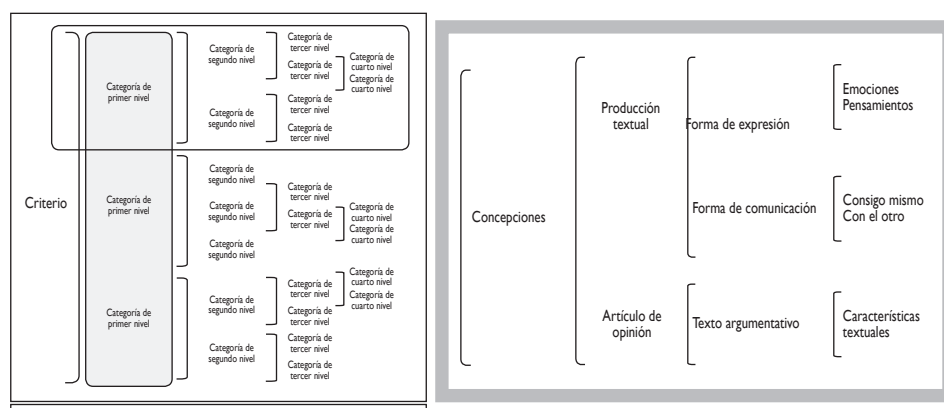 Criterio
Categoría de
primer nivel
Categoría de
segundo nivel
Categoría de
tercer nivel
Categoría de
tercer nivel
Categoría de
cuarto nivel
Categoría de
cuarto nivel
Categoría de
segundo nivel
Categoría de
tercer nivel
Categoría de
tercer nivel
Categoría de
primer nivel
Categoría de
segundo nivel
Categoría de
segundo nivel
Categoría de
tercer nivel
Categoría de
tercer nivel
Categoría de
cuarto nivel
Categoría de
cuarto nivel
Categoría de
segundo nivel
Categoría de
primer nivel
Categoría de
segundo nivel
Categoría de
tercer nivel
Categoría de
cuarto nivel
Categoría de
cuarto nivel
Categoría de
tercer nivel
Categoría de
segundo nivel
Categoría de
tercer nivel
Categoría de
tercer nivel
Concepciones
Producción
textual
Forma de expresión
Emociones
Pensamientos
Forma de comunicación
Consigo mismo
Con el otro
Artículo de
opinión
Texto argumentativo
Características
textuales